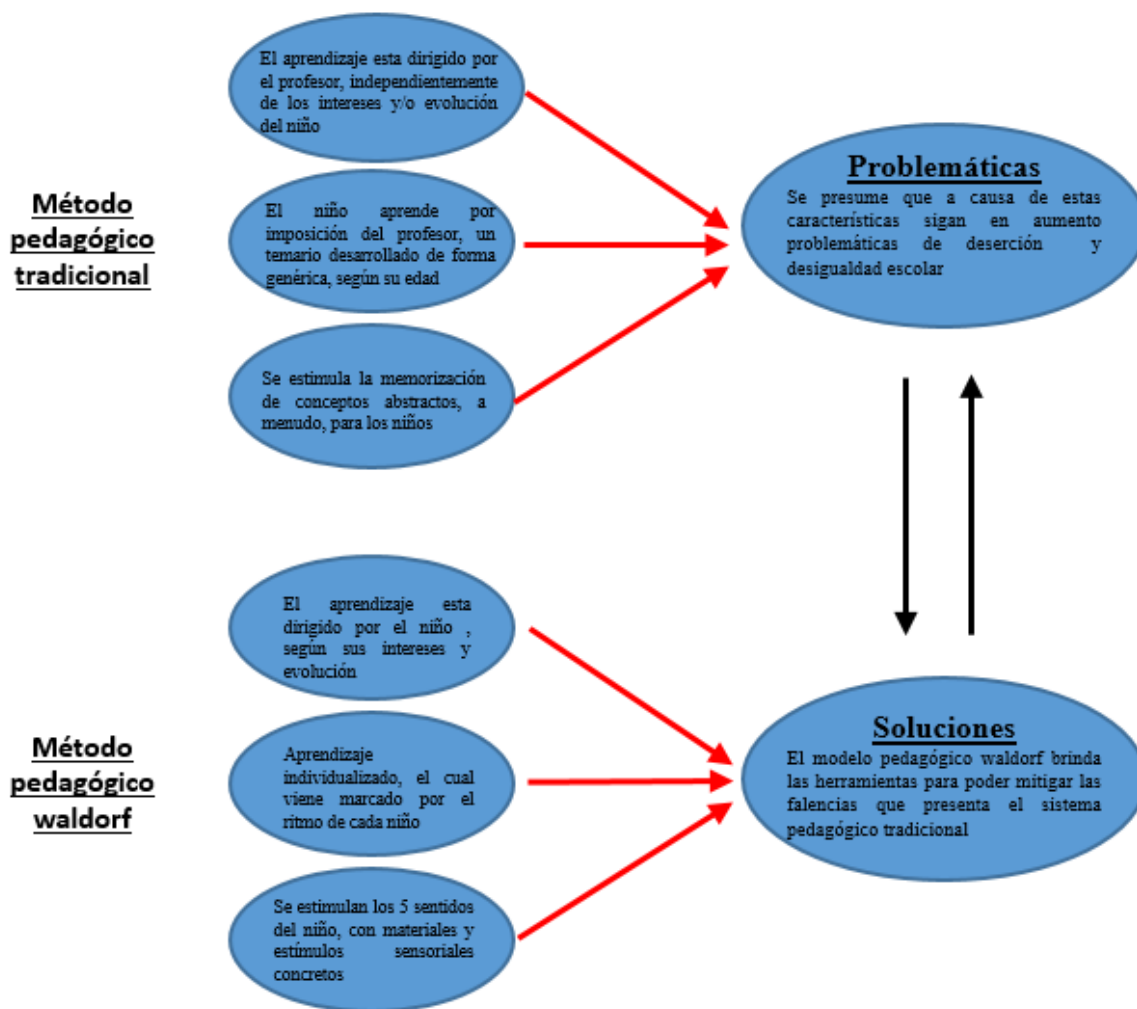 Método
pedagógico
tradicional
El aprendizaje esta dirigido por
el profesor, independientemente
de los intereses y/o evolución
del niño
El niño aprende por
imposición del profesor, un
temario desarrollado de forma
genérica, según su edad
Se estimula la memorización
de conceptos abstractos, a
menudo, para los niños
Problemáticas
Se presume que a causa de estas
características sigan en aumento
problemáticas de deserción y
desigualdad escolar
Método
pedagógico
waldorf
El aprendizaje esta
dirigido por el niño ,
según sus intereses y
evolución
Aprendizaje
individualizado, el cual
viene marcado por el
ritmo de cada niño
Se estimulan los 5 sentidos
del niño, con materiales y
estímulos sensoriales
concretos
Soluciones
El modelo pedagógico waldorf brinda
las herramientas para poder mitigar las
falencias que presenta el sistema
pedagógico tradicional